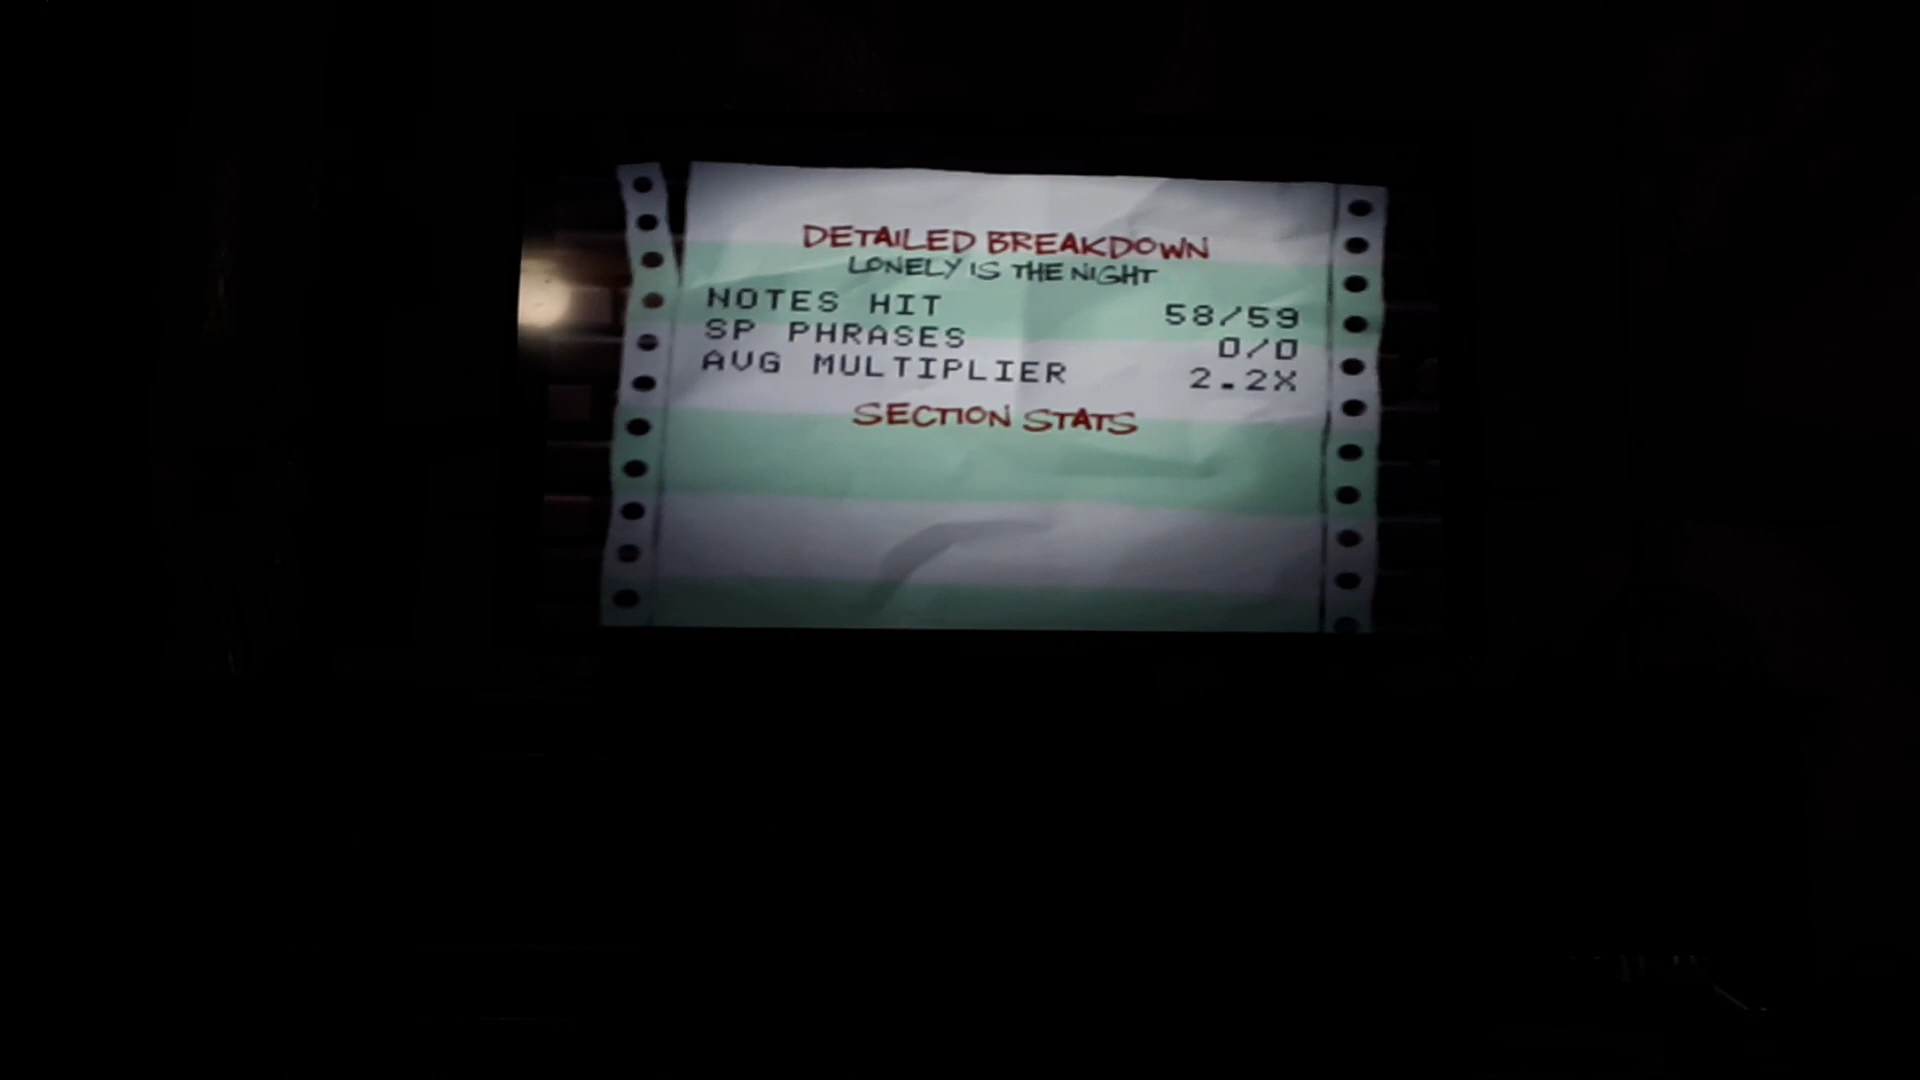 DETAILED BREAKDOWN
LONELY IS THE NIGHT
NOTES HIT 58/59
SP PHRASES 0/0
AVG MULTIPLIER 2.2X
SECTION STATS